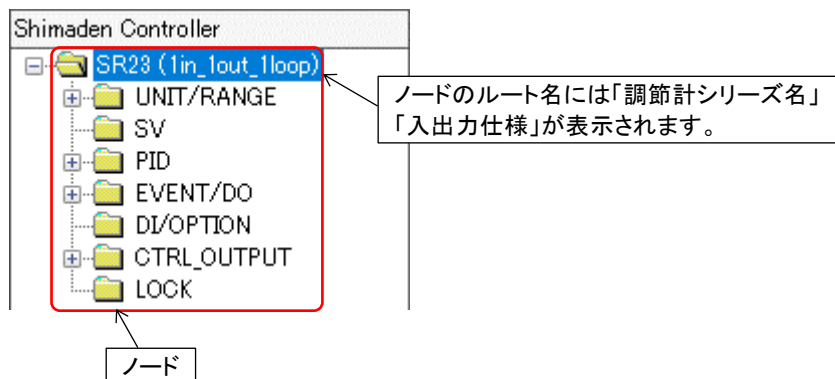 Shimaden Controller
SR23 (1in_1out_1loop)
UNIT/RANGE
SV
PID
EVENT/DO
DI/OPTION
CTRL_OUTPUT
LOCK
ノードのルート名には「調節計シリーズ名」
「入出力仕様」が表示されます。
ノード